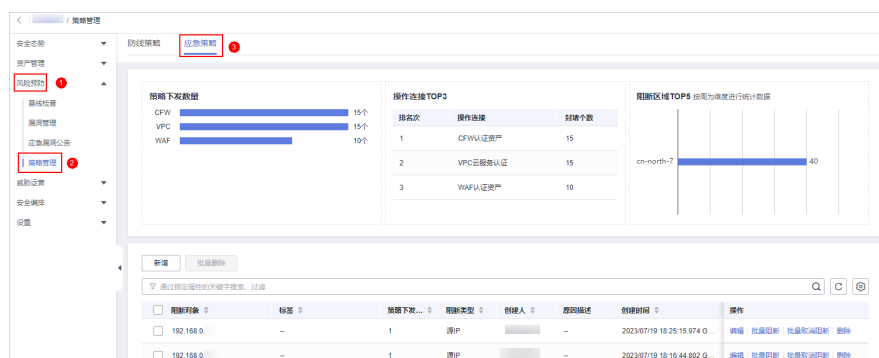 / 策略管理
安全态势
资产管理
风险预防 1
基线检查
漏洞管理
应急漏洞公告
策略管理 2
威胁运营
安全编排
设置
防线策略 应急策略 3
策略下发数量
CFW 15个
VPC 15个
WAF 10个
操作连接TOP3
排名次 操作连接 封堵个数
1 CFW认证资产 15
2 VPC云服务认证 15
3 WAF认证资产 10
阻断区域TOP5 按周为维度进行统计数据
cn-north-7 40
新增 批量删除
通过指定属性的关键字搜索、过滤
阻断对象 标签 策略下发... 阻断类型 创建人 原因描述 创建时间 操作
192.168.0. -- 1 源IP -- 2023/07/19 18:25:15.974 G... 编辑 批量阻断 批量取消阻断 删除
192.168.0. -- 1 源IP -- 2023/07/19 18:16:44.802 G... 编辑 批量阻断 批量取消阻断 删除